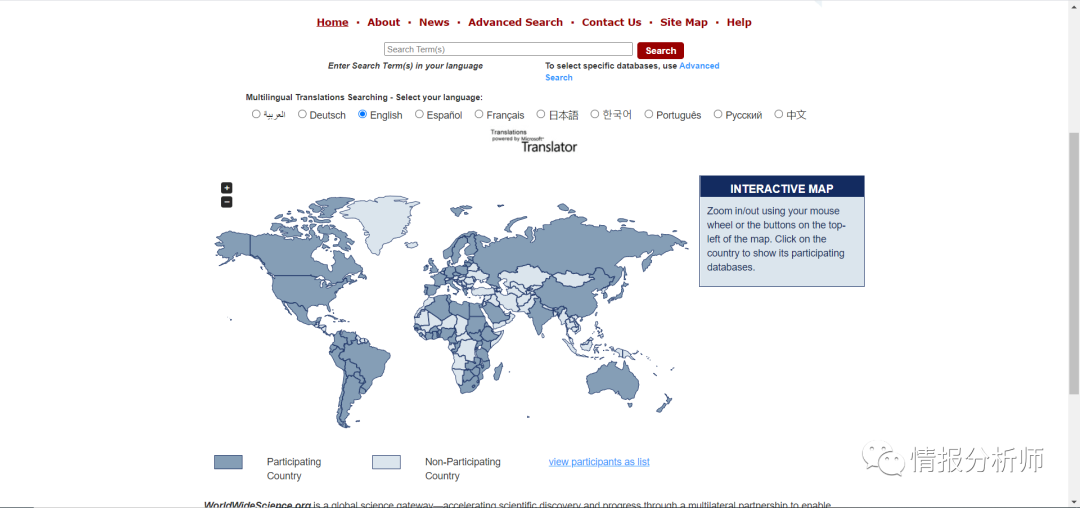 Home • About • News • Advanced Search • Contact Us • Site Map • Help
Search Term(s)
Search
Enter Search Term(s) in your language
To select specific databases, use Advanced
Search
Multilingual Translations Searching - Select your language:
العربية Deutsch English Español Français 日本語 한국어 Português Русский 中文
Translations
powered by Microsoft®
Translator
+
−
INTERACTIVE MAP
Zoom in/out using your mouse
wheel or the buttons on the top-
left of the map. Click on the
country to show its participating
databases.
Participating
Country
Non-Participating
Country
view participants as list
情报分析师
WorldWideScience.org is a global science gateway—accelerating scientific discovery and progress through a multilateral partnership to enable